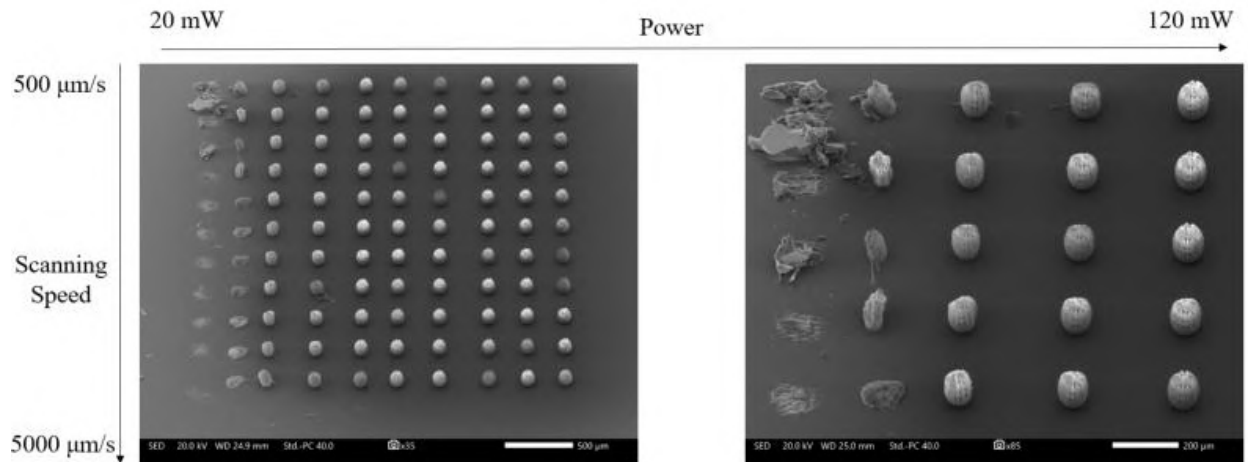 20 mW
Power
120 mW
500 μm/s
Scanning
Speed
5000 μm/s
SED 20.0 kV WD 24.9 mm Std.-PC 40.0 x35 500 μm
SED 20.0 kV WD 25.0 mm Std.-PC 40.0 x85 200 μm